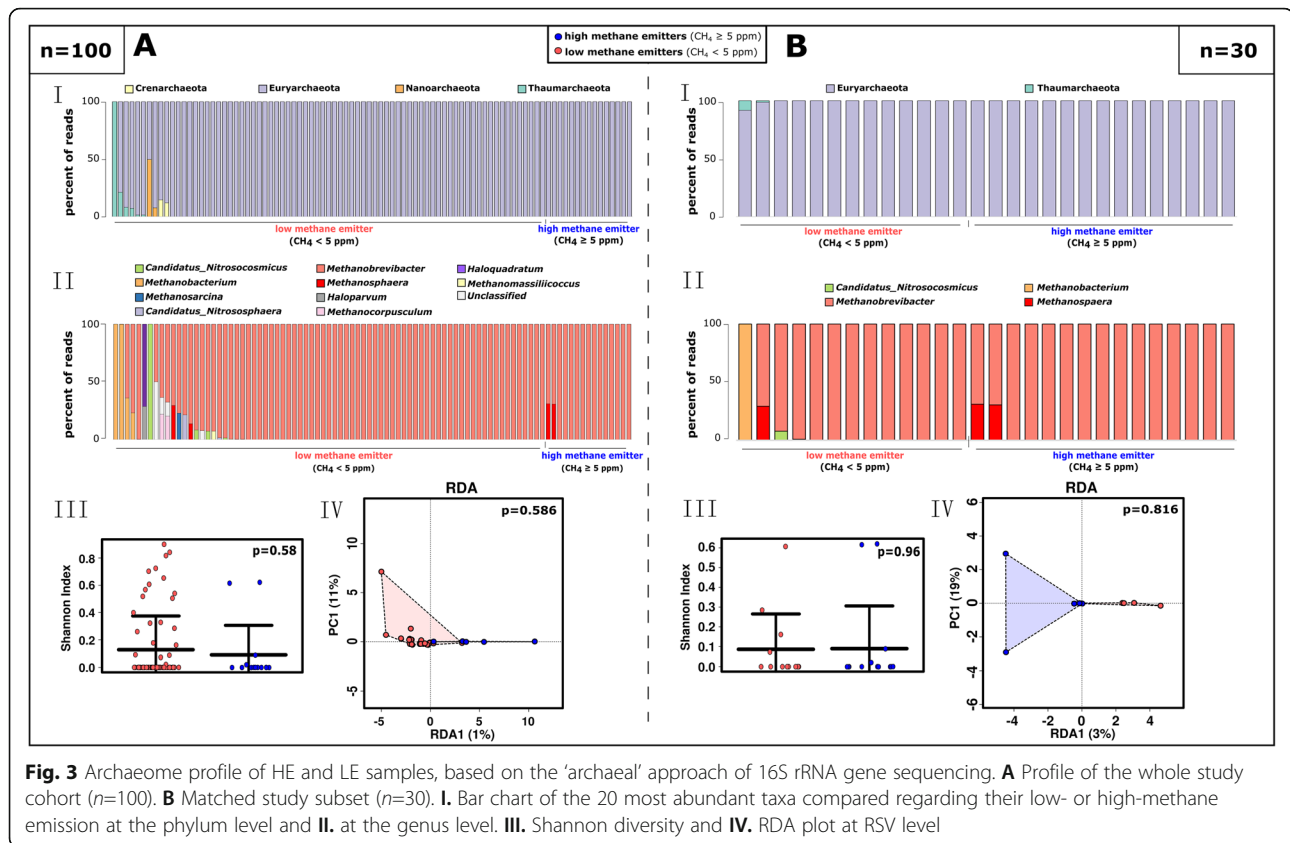 n=100
A
high methane emitters (CH₄ ≥ 5 ppm)
low methane emitters (CH₄ < 5 ppm)
B
n=30
I
Crenarchaeota Euryarchaeota Nanoarchaeota Thaumarchaeota
percent of reads
100
50
0
low methane emitter
(CH₄ < 5 ppm)
high methane emitter
(CH₄ ≥ 5 ppm)
I
Euryarchaeota Thaumarchaeota
percent of reads
100
50
0
low methane emitter
(CH₄ < 5 ppm)
high methane emitter
(CH₄ ≥ 5 ppm)
II
Candidatus_Nitrosocosmicus Methanobrevibacter Haloquadratum
Methanobacterium Methanosphaera Methanomassiliicoccus
Methanosarcina Haloparvum Unclassified
Candidatus_Nitrososphaera Methanocorpusculum
percent of reads
100
50
0
low methane emitter
(CH₄ < 5 ppm)
high methane emitter
(CH₄ ≥ 5 ppm)
II
Candidatus_Nitrosocosmicus Methanobacterium
Methanobrevibacter Methanospaera
percent of reads
100
50
0
low methane emitter
(CH₄ < 5 ppm)
high methane emitter
(CH₄ ≥ 5 ppm)
III
p=0.58
Shannon Index
0.8
0.6
0.4
0.2
0.0
IV
RDA
p=0.586
PC1 (11%)
10
5
0
-5
-5 0 5 10
RDA1 (1%)
III
p=0.96
Shannon Index
0.6
0.5
0.4
0.3
0.2
0.1
0.0
IV
RDA
p=0.816
PC1 (19%)
6
4
2
0
-2
-4
-6
-4 -2 0 2 4
RDA1 (3%)
Fig. 3 Archaeome profile of HE and LE samples, based on the ‘archaeal’ approach of 16S rRNA gene sequencing. A Profile of the whole study
cohort (n=100). B Matched study subset (n=30). I. Bar chart of the 20 most abundant taxa compared regarding their low- or high-methane
emission at the phylum level and II. at the genus level. III. Shannon diversity and IV. RDA plot at RSV level